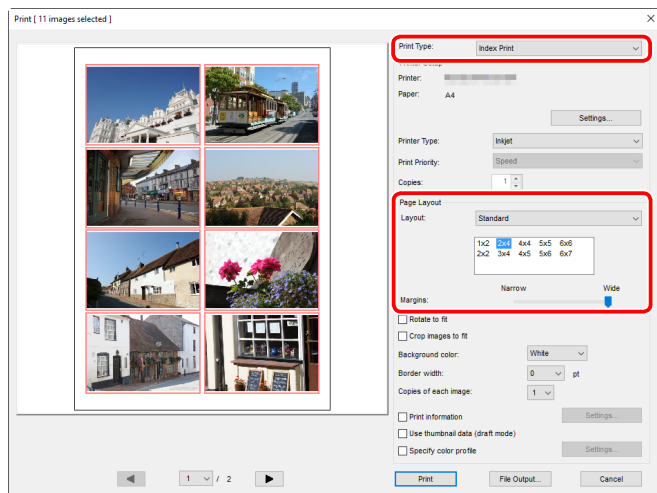 Print [ 11 images selected ]
Print Type: Index Print
Printer Setup
Printer:
Paper: A4
Settings...
Printer Type: Inkjet
Print Priority: Speed
Copies: 1
Page Layout
Layout: Standard
1x2 2x4 4x4 5x5 6x6
2x2 3x4 4x5 5x6 6x7
Narrow Wide
Margins:
Rotate to fit
Crop images to fit
Background color: White
Border width: 0 pt
Copies of each image: 1
Print information Settings...
Use thumbnail data (draft mode)
Specify color profile Settings...
1 / 2
Print File Output... Cancel